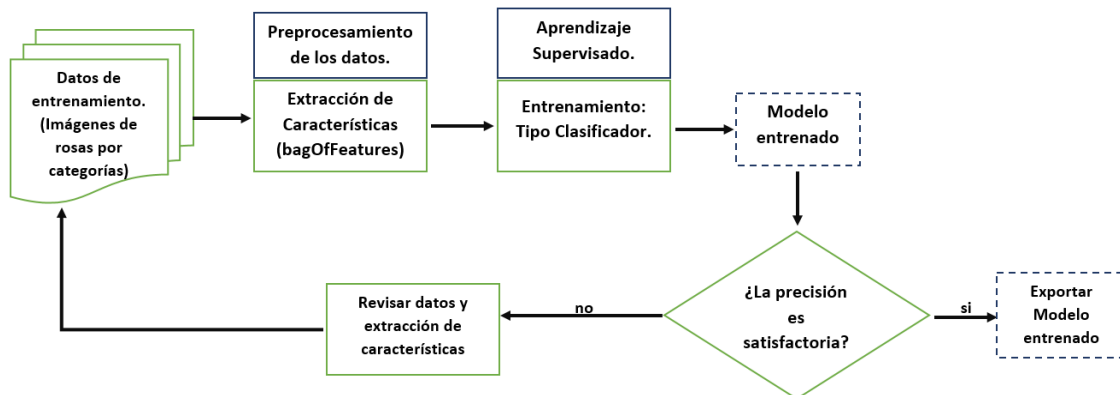 Datos de
entrenamiento.
(Imágenes de
rosas por
categorías)
Preprocesamiento
de los datos.
Extracción de
Características
(bagOfFeatures)
Aprendizaje
Supervisado.
Entrenamiento:
Tipo Clasificador.
Modelo
entrenado
¿La precisión
es
satisfactoria?
si
Exportar
Modelo
entrenado
no
Revisar datos y
extracción de
características